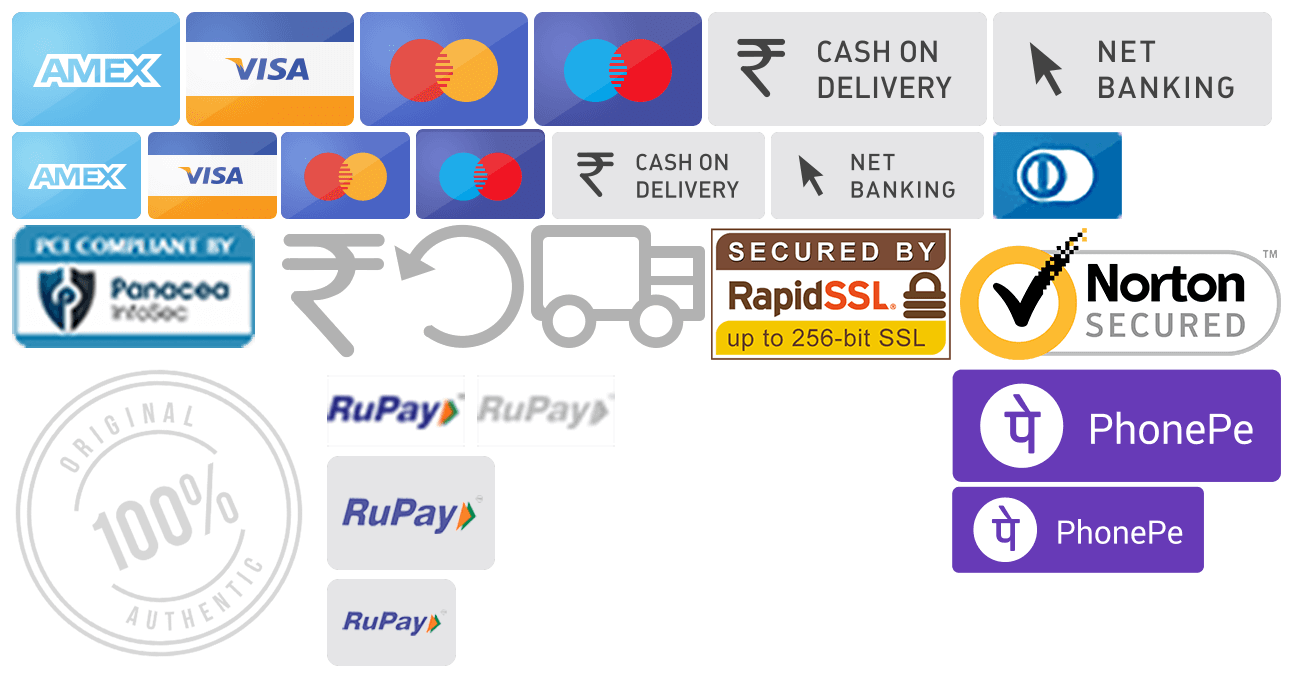 AMEX
VISA
₹ CASH ON
DELIVERY
NET
BANKING
AMEX
VISA
₹ CASH ON
DELIVERY
NET
BANKING
PCI COMPLIANT BY
Panacea
InfoSec
₹
SECURED BY
RapidSSL®
up to 256-bit SSL
Norton™
SECURED
ORIGINAL
100%
AUTHENTIC
RuPay
RuPay
RuPay
RuPay
पे PhonePe
पे PhonePe